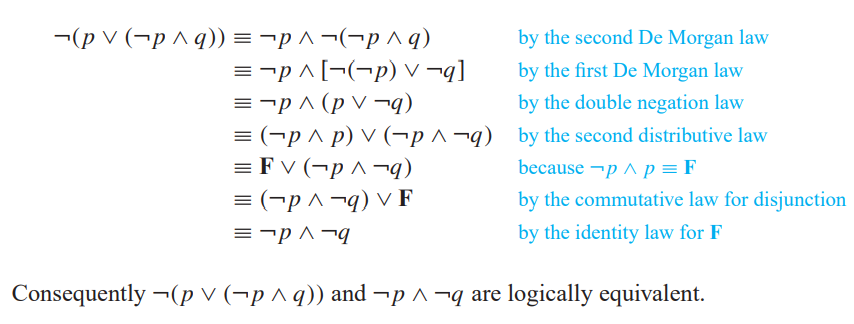 ¬(p ∨ (¬p ∧ q)) ≡ ¬p ∧ ¬(¬p ∧ q) by the second De Morgan law
≡ ¬p ∧ [¬(¬p) ∨ ¬q] by the first De Morgan law
≡ ¬p ∧ (p ∨ ¬q) by the double negation law
≡ (¬p ∧ p) ∨ (¬p ∧ ¬q) by the second distributive law
≡ F ∨ (¬p ∧ ¬q) because ¬p ∧ p ≡ F
≡ (¬p ∧ ¬q) ∨ F by the commutative law for disjunction
≡ ¬p ∧ ¬q by the identity law for F
Consequently ¬(p ∨ (¬p ∧ q)) and ¬p ∧ ¬q are logically equivalent.